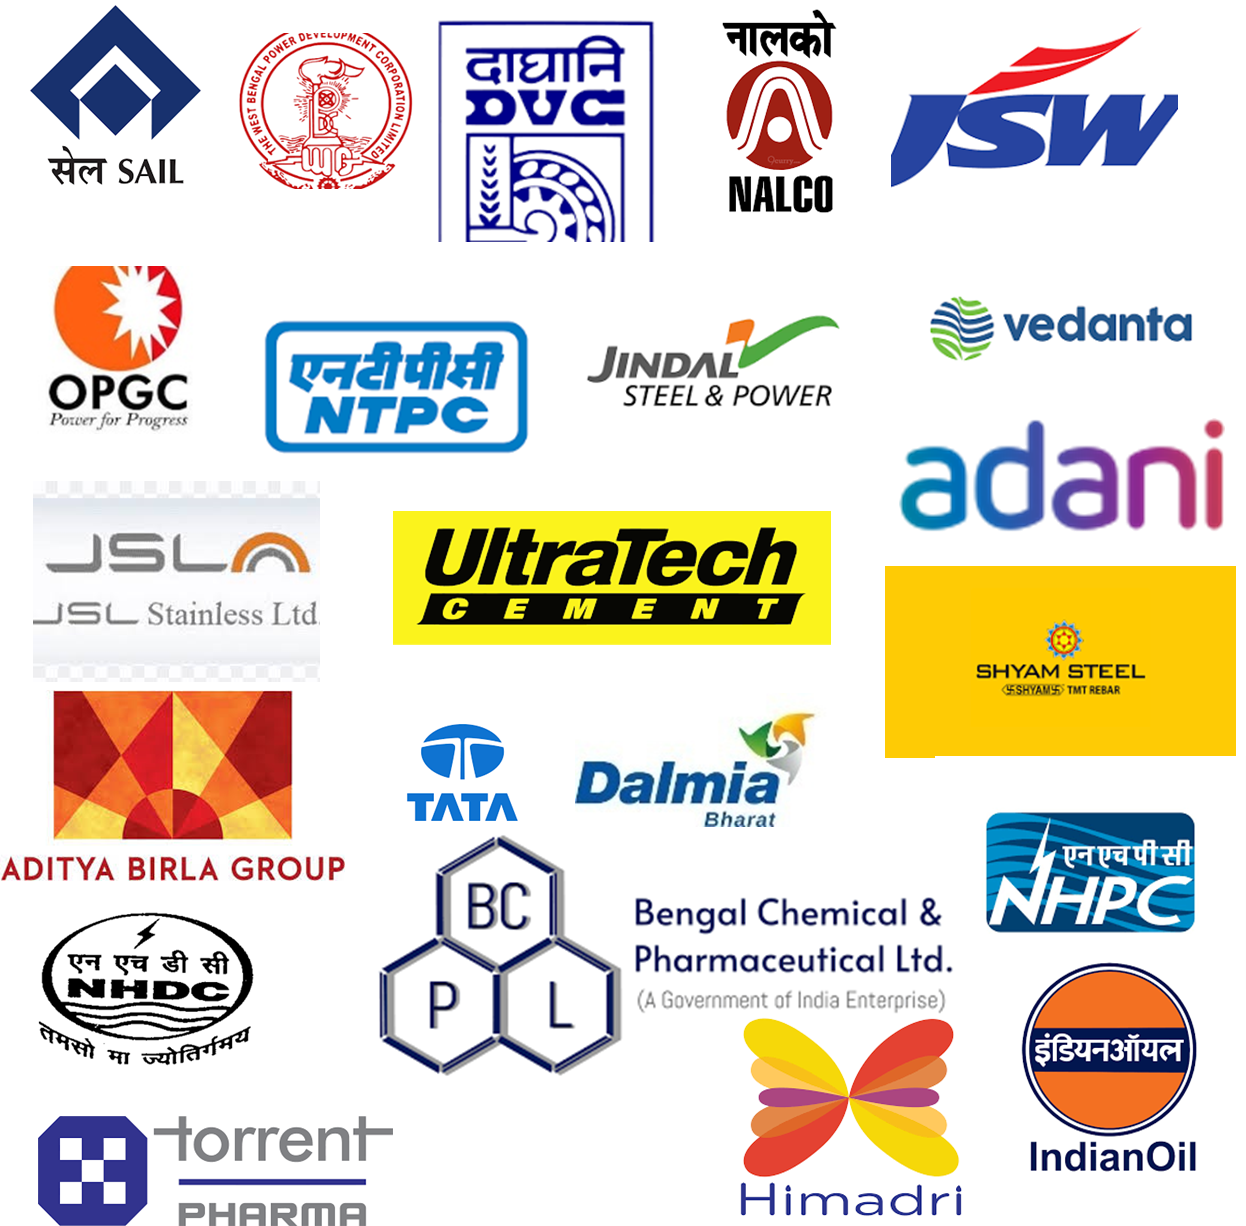 सेल SAIL
THE WEST BENGAL POWER DEVELOPMENT CORPORATION LIMITED
दाघानि
DVC
नालको
NALCO
JSW
OPGC
Power for Progress
एनटीपीसी
NTPC
JINDAL
STEEL & POWER
vedanta
adani
JSL
JSL Stainless Ltd.
UltraTech
CEMENT
SHYAM STEEL
SHYAM TMT REBAR
ADITYA BIRLA GROUP
TATA
Dalmia
Bharat
एन एच पी सी
NHPC
एन एच डी सी
NHDC
तमसो मा ज्योतिर्गमय
BC
P L
Bengal Chemical &
Pharmaceutical Ltd.
(A Government of India Enterprise)
इंडियनऑयल
IndianOil
torrent
PHARMA
Himadri